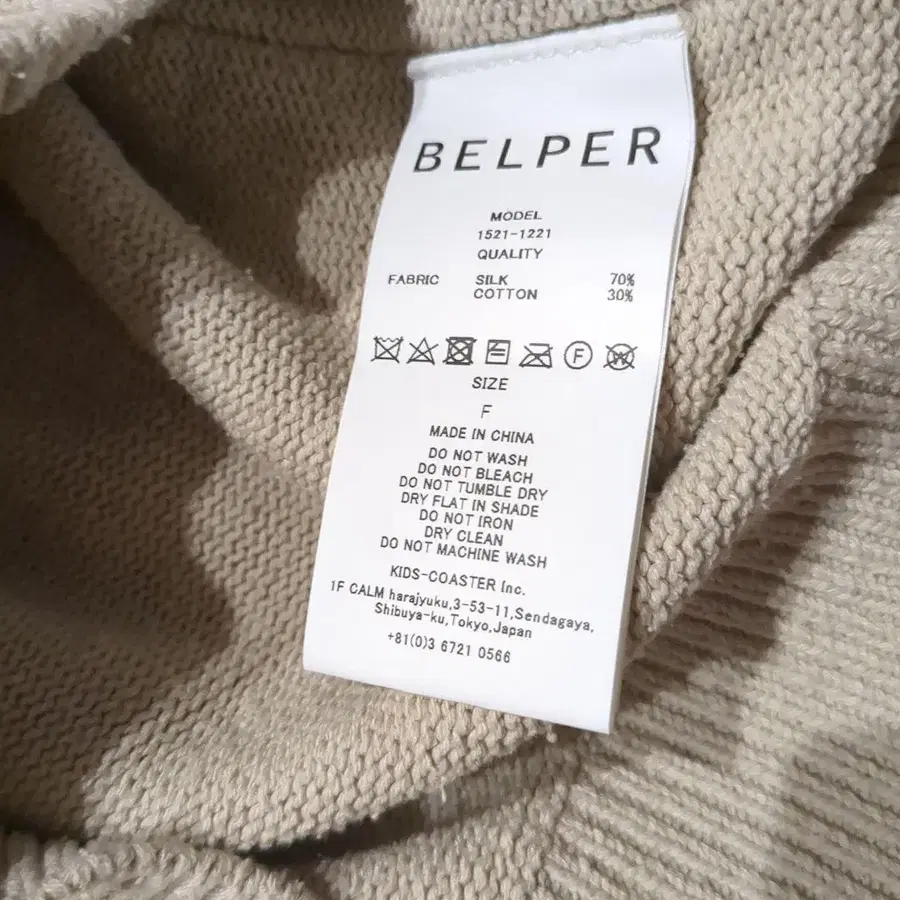 BELPER
MODEL
1521-1221
QUALITY
FABRIC SILK 70%
COTTON 30%
F W
SIZE
F
MADE IN CHINA
DO NOT WASH
DO NOT BLEACH
DO NOT TUMBLE DRY
DRY FLAT IN SHADE
DO NOT IRON
DRY CLEAN
DO NOT MACHINE WASH
KIDS-COASTER Inc.
1F CALM harajyuku,3-53-11,Sendagaya,
Shibuya-ku,Tokyo,Japan
+81(0)3 6721 0566